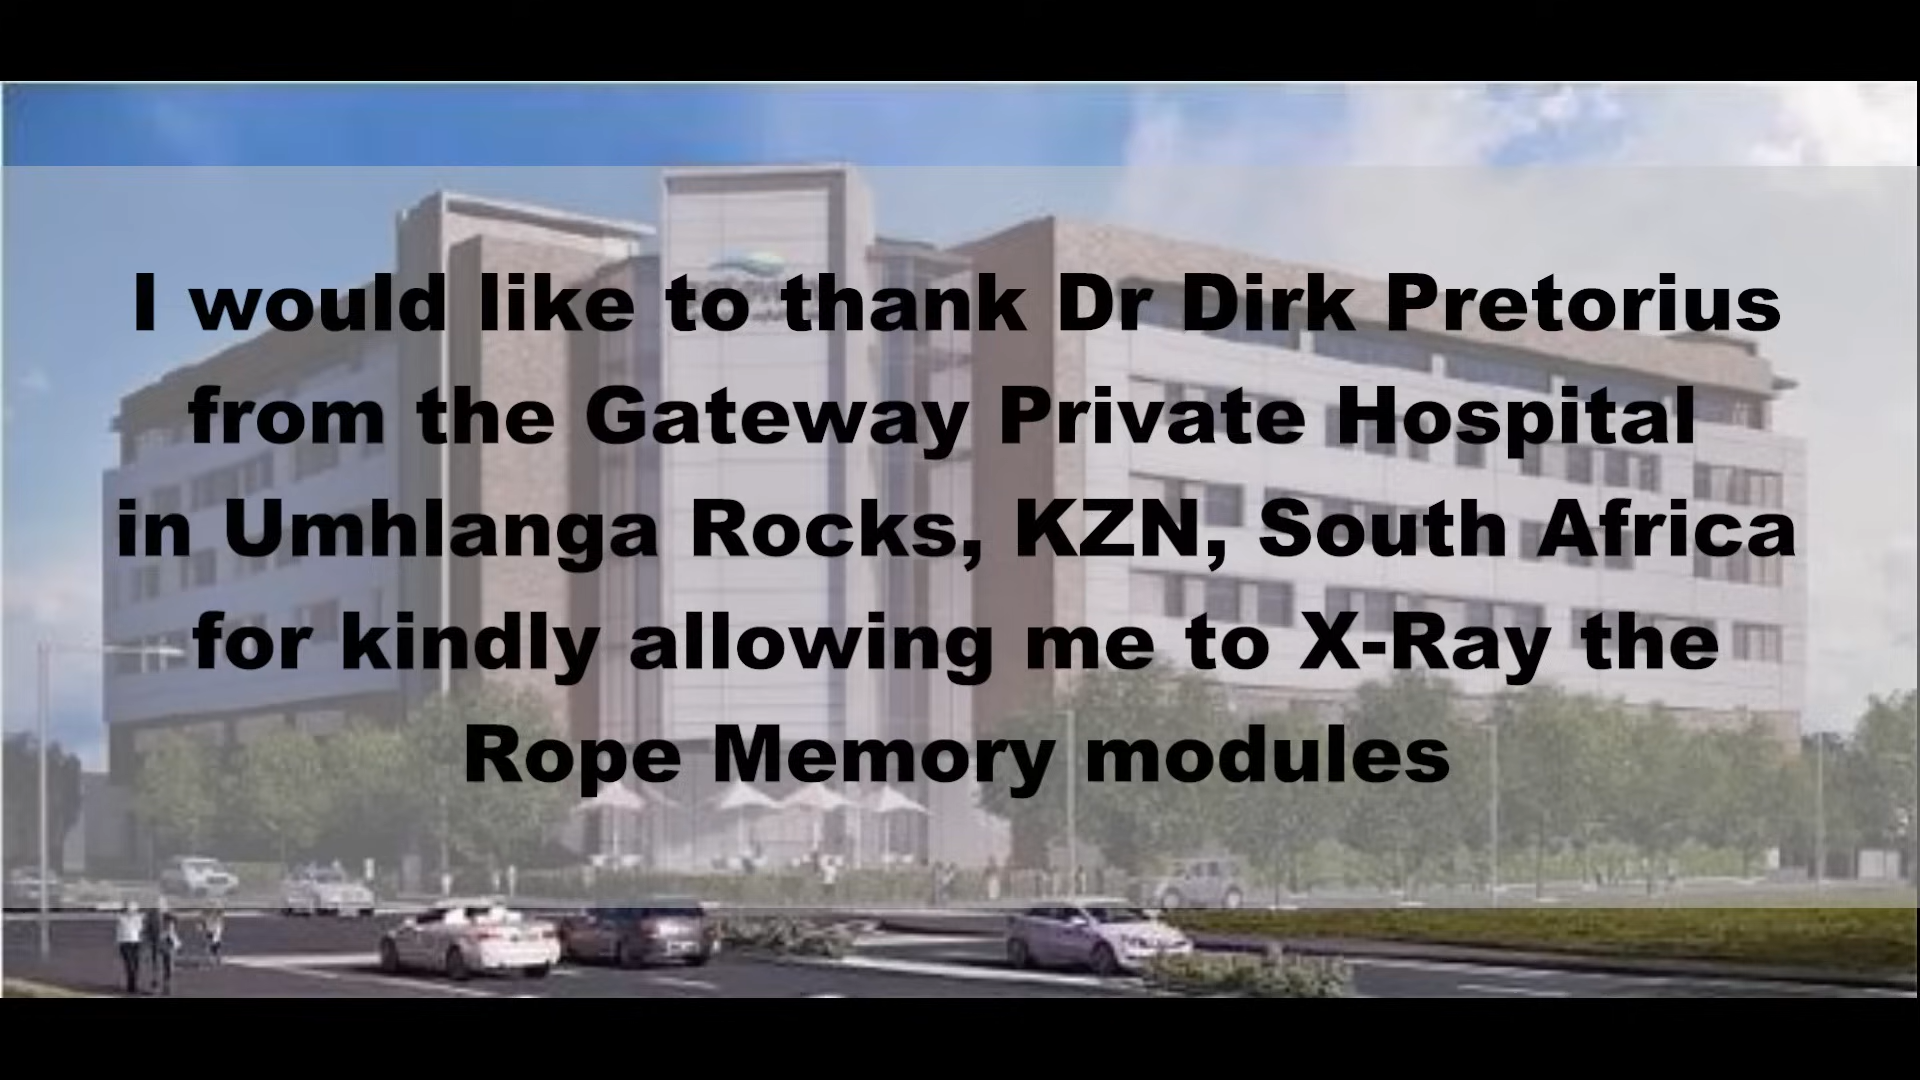 I would like to thank Dr Dirk Pretorius
from the Gateway Private Hospital
in Umhlanga Rocks, KZN, South Africa
for kindly allowing me to X-Ray the
Rope Memory modules